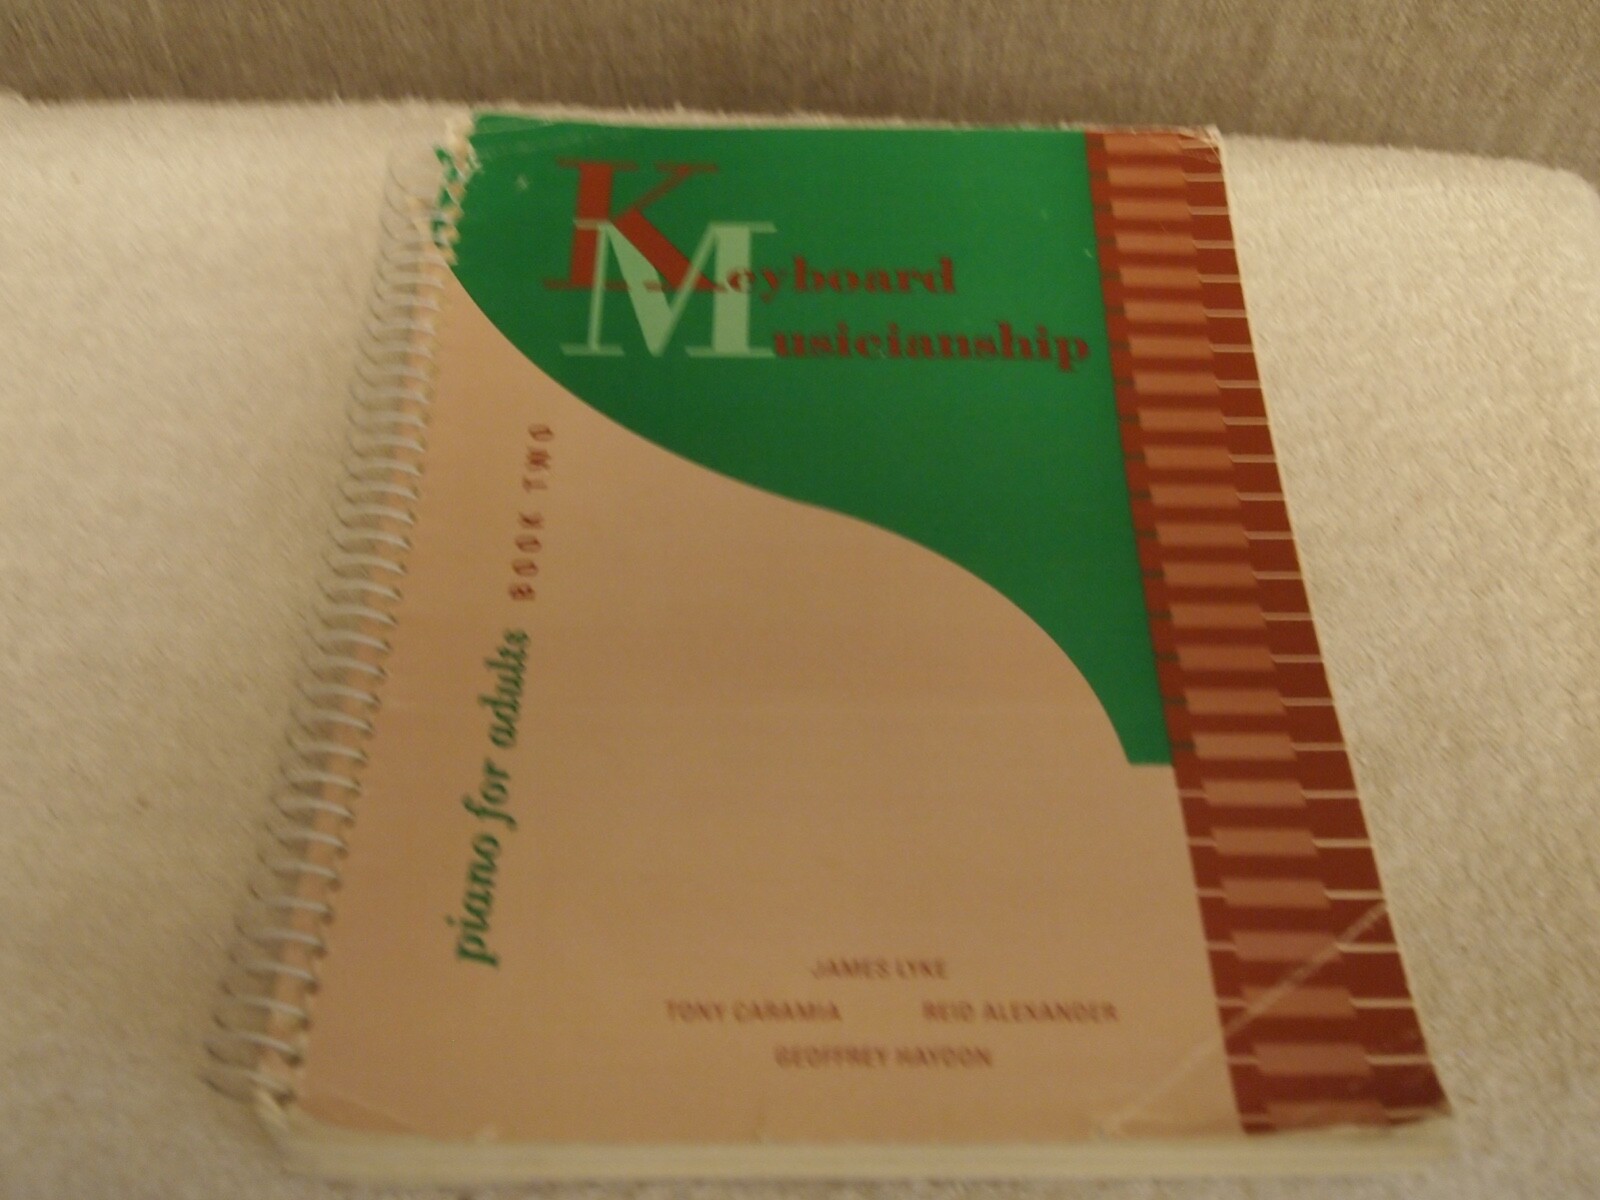 Keyboard
Musicianship
piano for adults BOOK TWO
JAMES LYKE
TONY CARAMIA REID ALEXANDER
GEOFFREY HAYDON